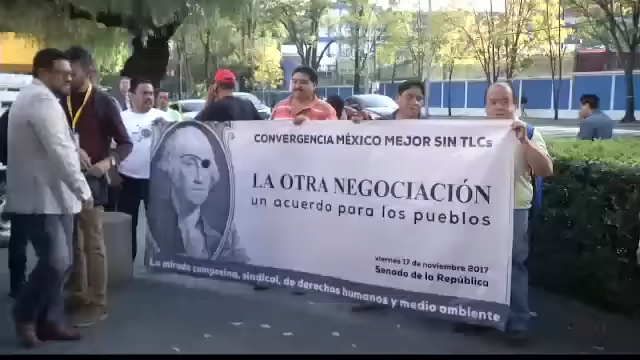 CONVERGENCIA MÉXICO MEJOR SIN TLCs
LA OTRA NEGOCIACIÓN
un acuerdo para los pueblos
viernes 17 de noviembre 2017
Senado de la República
La mirada campesina, sindical, de derechos humanos y medio ambiente